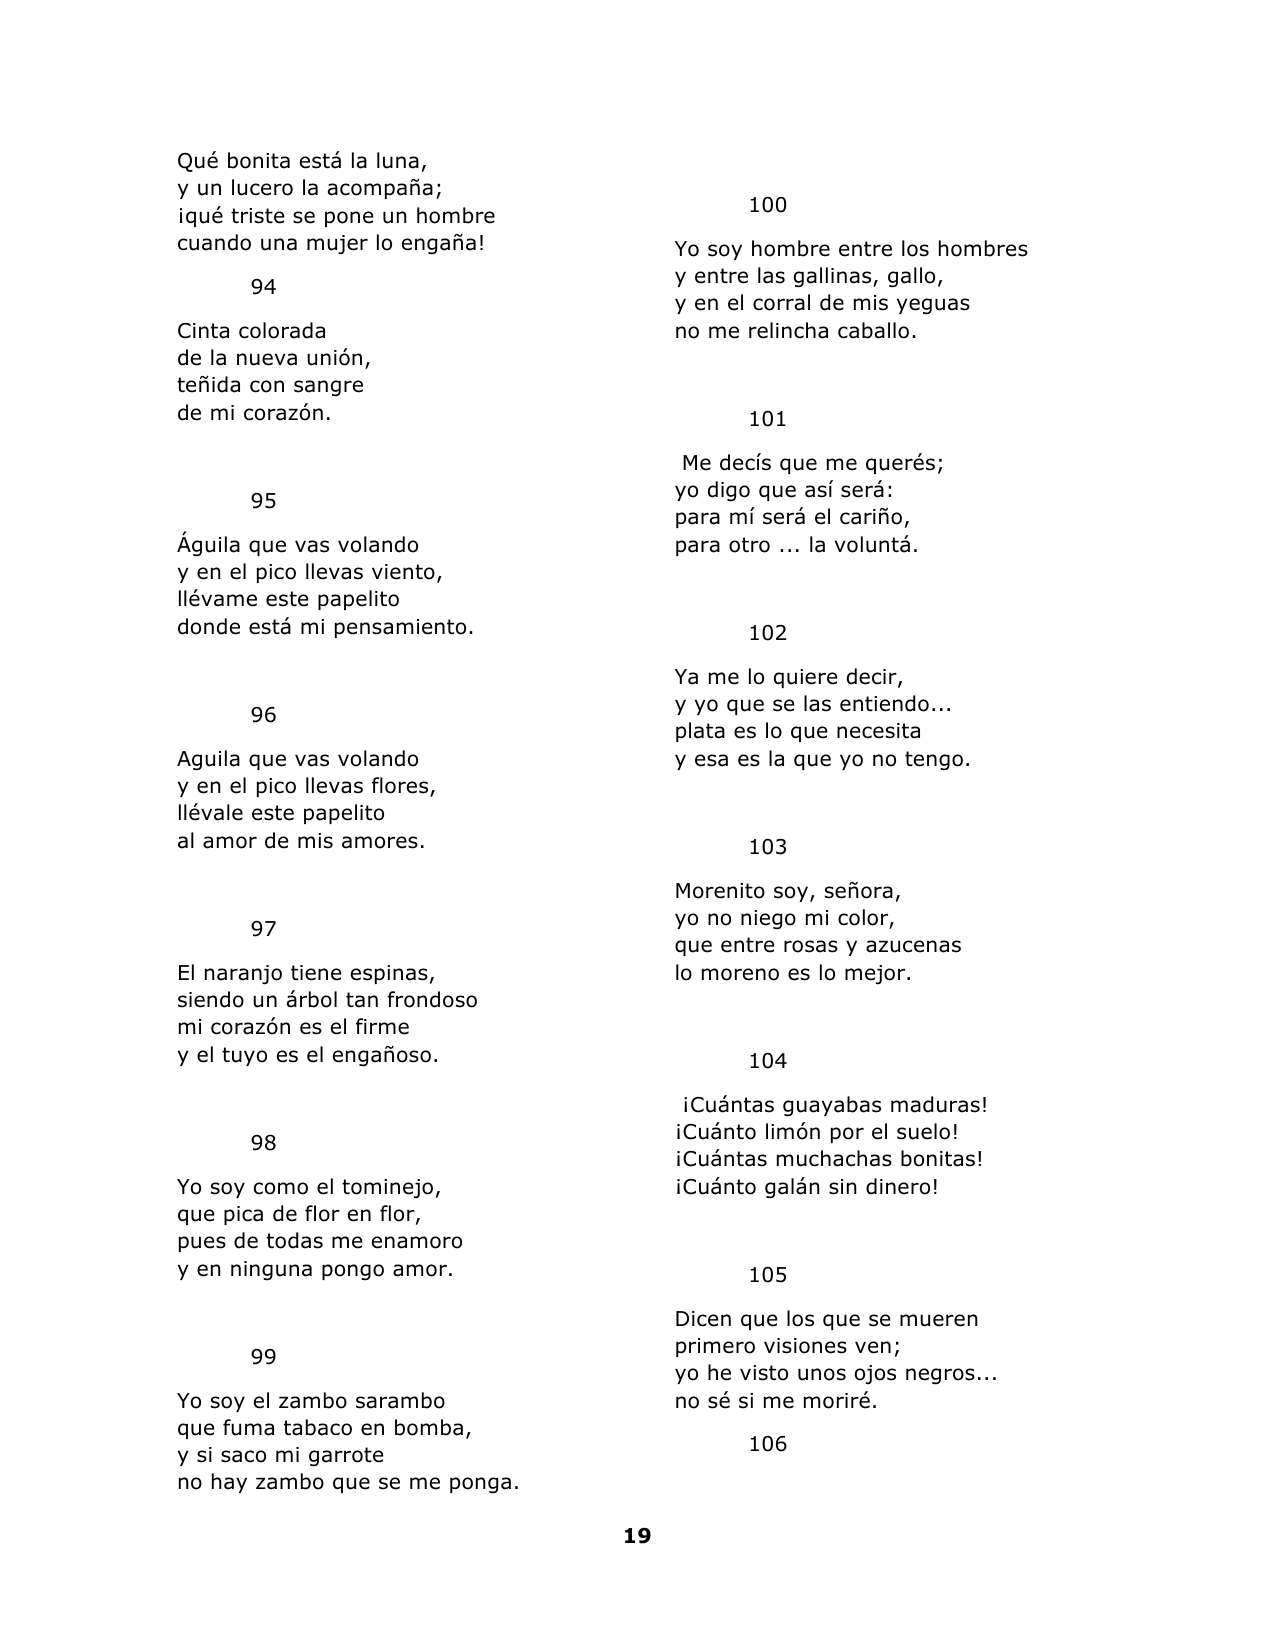 Qué bonita está la luna,
y un lucero la acompaña;
¡qué triste se pone un hombre
cuando una mujer lo engaña!
94
Cinta colorada
de la nueva unión,
teñida con sangre
de mi corazón.
95
Águila que vas volando
y en el pico llevas viento,
llévame este papelito
donde está mi pensamiento.
96
Aguila que vas volando
y en el pico llevas flores,
llévale este papelito
al amor de mis amores.
97
El naranjo tiene espinas,
siendo un árbol tan frondoso
mi corazón es el firme
y el tuyo es el engañoso.
98
Yo soy como el tominejo,
que pica de flor en flor,
pues de todas me enamoro
y en ninguna pongo amor.
99
Yo soy el zambo sarambo
que fuma tabaco en bomba,
y si saco mi garrote
no hay zambo que se me ponga.
100
Yo soy hombre entre los hombres
y entre las gallinas, gallo,
y en el corral de mis yeguas
no me relincha caballo.
101
Me decís que me querés;
yo digo que así será:
para mí será el cariño,
para otro ... la voluntá.
102
Ya me lo quiere decir,
y yo que se las entiendo...
plata es lo que necesita
y esa es la que yo no tengo.
103
Morenito soy, señora,
yo no niego mi color,
que entre rosas y azucenas
lo moreno es lo mejor.
104
¡Cuántas guayabas maduras!
¡Cuánto limón por el suelo!
¡Cuántas muchachas bonitas!
¡Cuánto galán sin dinero!
105
Dicen que los que se mueren
primero visiones ven;
yo he visto unos ojos negros...
no sé si me moriré.
106
19